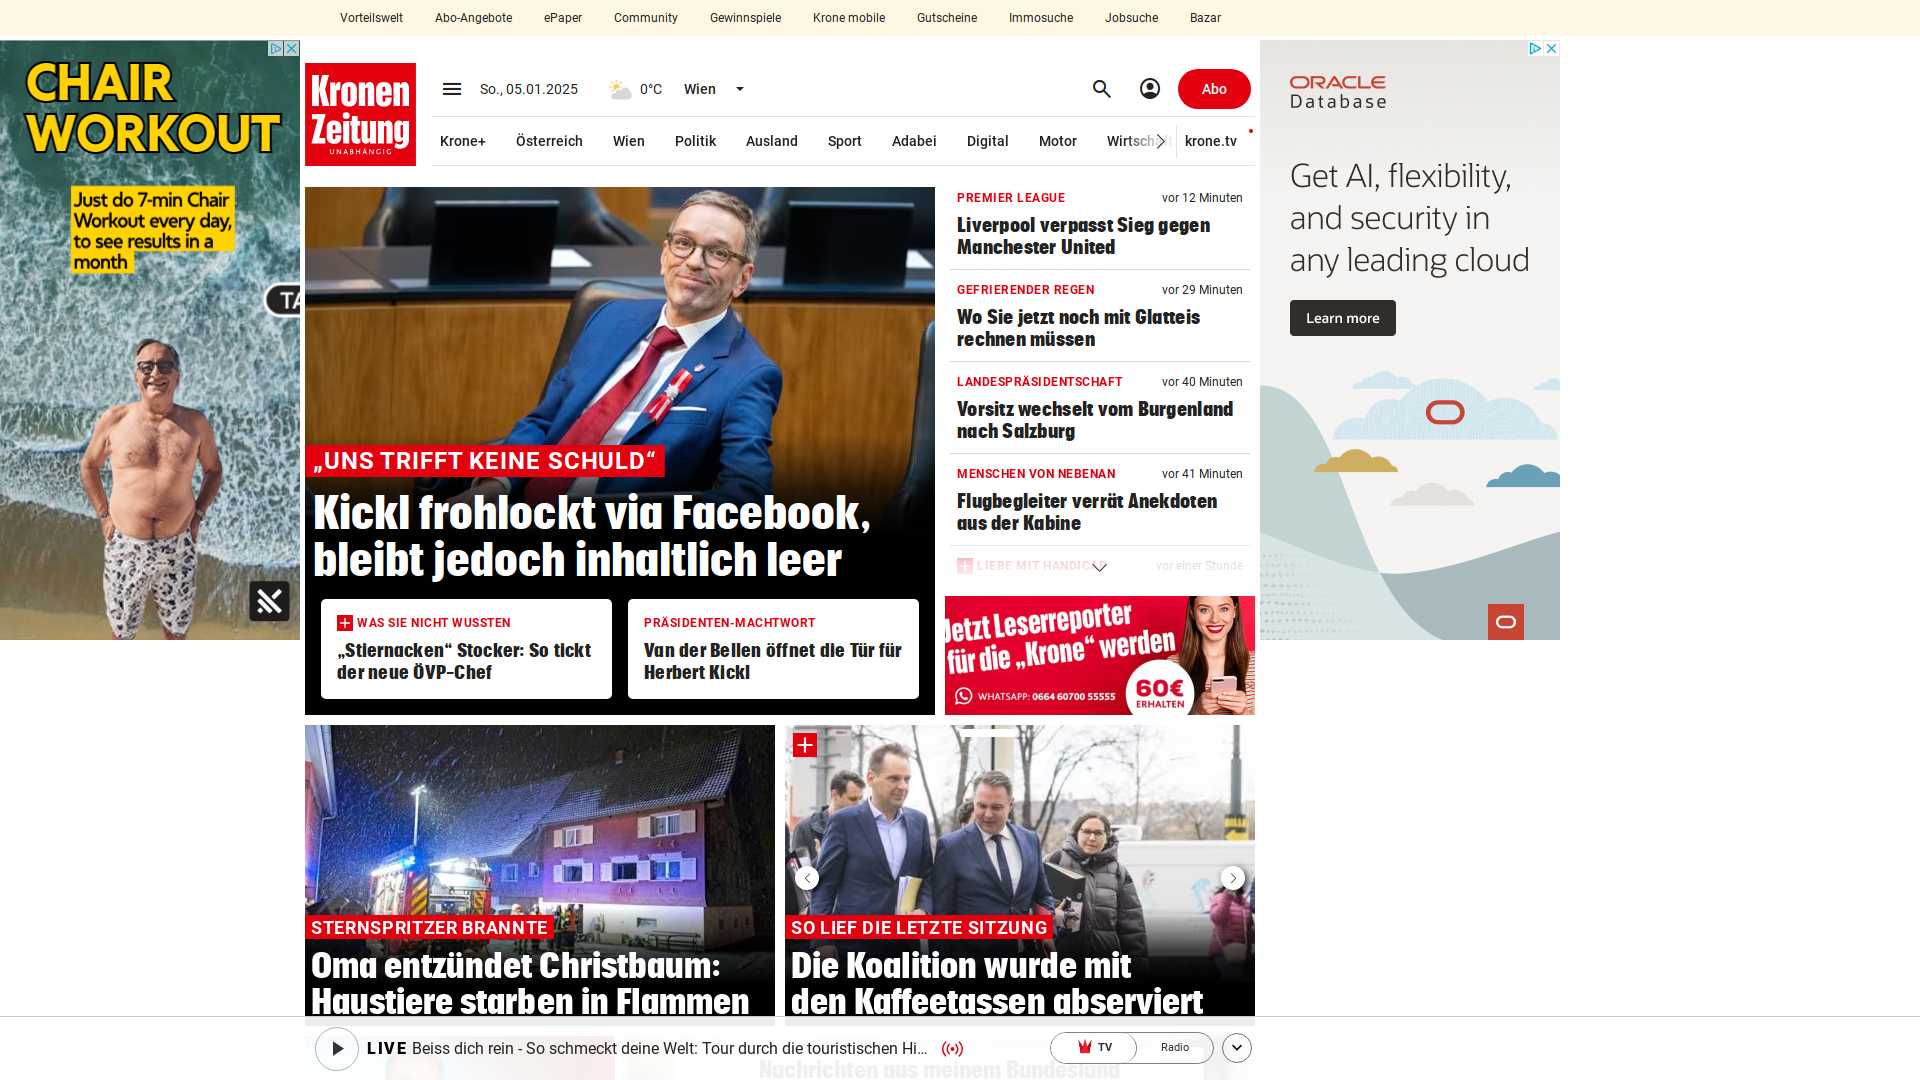 Vorteilswelt
Abo-Angebote
ePaper
Community
Gewinnspiele
Krone mobile
Gutscheine
Immosuche
Jobsuche
Bazar
CHAIR
WORKOUT
Just do 7-min Chair
Workout every day,
to see results in a
month
Kronen
Zeitung
UNABHÄNGIG
So., 05.01.2025
0°C
Wien
Abo
Krone+
Österreich
Wien
Politik
Ausland
Sport
Adabei
Digital
Motor
krone.tv
„UNS TRIFFT KEINE SCHULD“
Kickl frohlockt via Facebook,
bleibt jedoch inhaltlich leer
WAS SIE NICHT WUSSTEN
„Stiernacken“ Stocker: So tickt
der neue ÖVP-Chef
PRÄSIDENTEN-MACHTWORT
Van der Bellen öffnet die Tür für
Herbert Kickl
PREMIER LEAGUE
vor 12 Minuten
Liverpool verpasst Sieg gegen
Manchester United
GEFRIERENDER REGEN
vor 29 Minuten
Wo Sie jetzt noch mit Glatteis
rechnen müssen
LANDESPRÄSIDENTSCHAFT
vor 40 Minuten
Vorsitz wechselt vom Burgenland
nach Salzburg
MENSCHEN VON NEBENAN
vor 41 Minuten
Flugbegleiter verrät Anekdoten
aus der Kabine
LIEBE MIT HANDICAP
vor einer Stunde
Jetzt Leserreporter
für die „Krone“ werden
WHATSAPP: 0664 60700 55555
60€
ERHALTEN
ORACLE
Database
Get AI, flexibility,
and security in
any leading cloud
Learn more
STERNSPRITZER BRANNTE
Oma entzündet Christbaum:
Haustiere starben in Flammen
SO LIEF DIE LETZTE SITZUNG
Die Koalition wurde mit
den Kaffeetassen abserviert
LIVE Beiss dich rein - So schmeckt deine Welt: Tour durch die touristischen Hi...
TV
Radio
Nachrichten aus meinem Bundesland